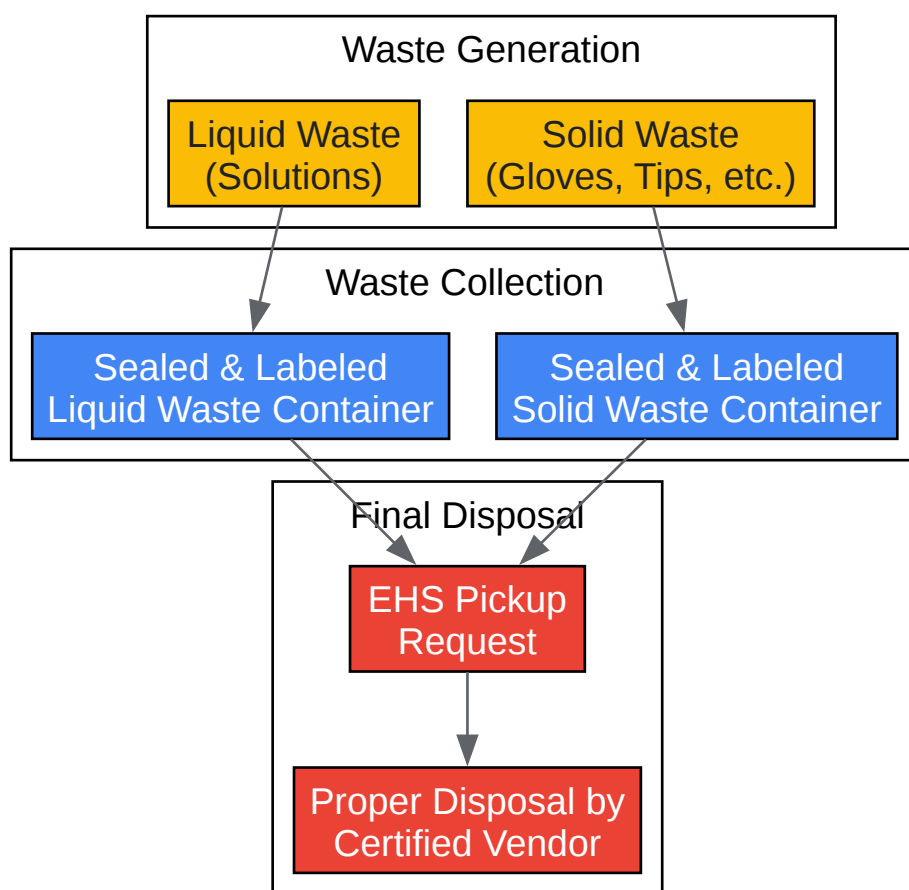 Waste Generation
Liquid Waste
(Solutions)
Solid Waste
(Gloves, Tips, etc.)
Waste Collection
Sealed & Labeled
Liquid Waste Container
Sealed & Labeled
Solid Waste Container
Final Disposal
EHS Pickup
Request
Proper Disposal by
Certified Vendor